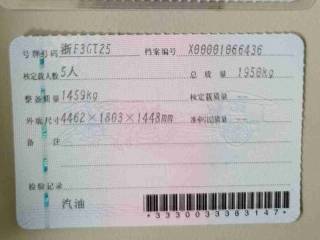 号牌号码 浙F3GT25 档案编号 X00001066436
核定载人数 5人 总质量 1950kg
整备质量 1459kg 核定载质量 --
外廓尺寸 4462×1803×1448mm 准牵引总质量 --
备注
检验记录
汽油
*3330033383147*